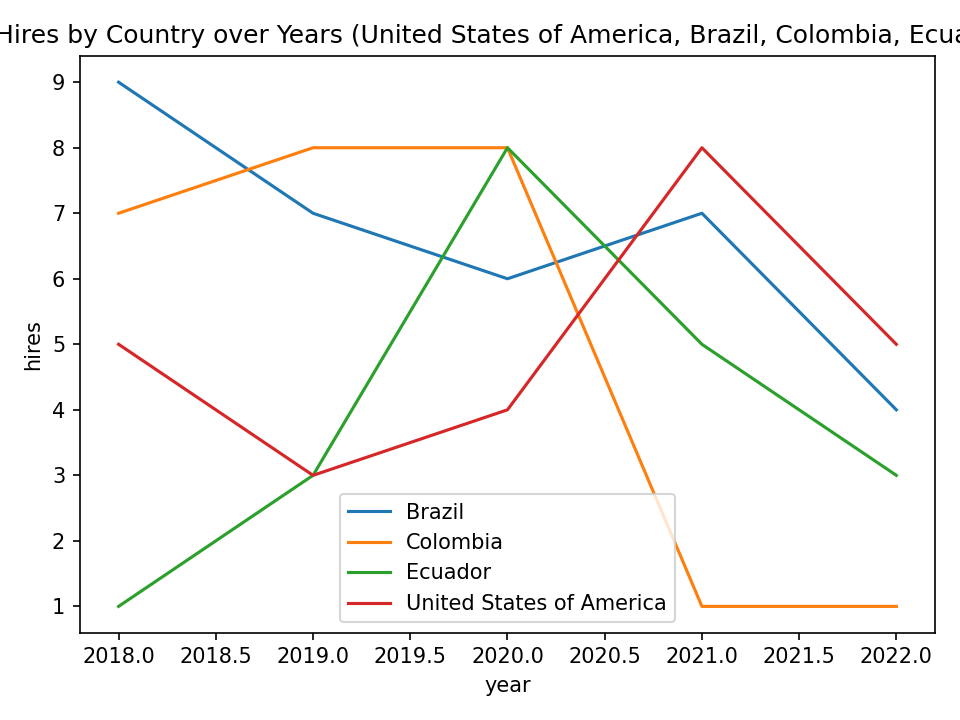 Hires by Country over Years (United States of America, Brazil, Colombia, Ecua
9
8
7
6
5
4
3
2
1
hires
Brazil
Colombia
Ecuador
United States of America
2018.0 2018.5 2019.0 2019.5 2020.0 2020.5 2021.0 2021.5 2022.0
year